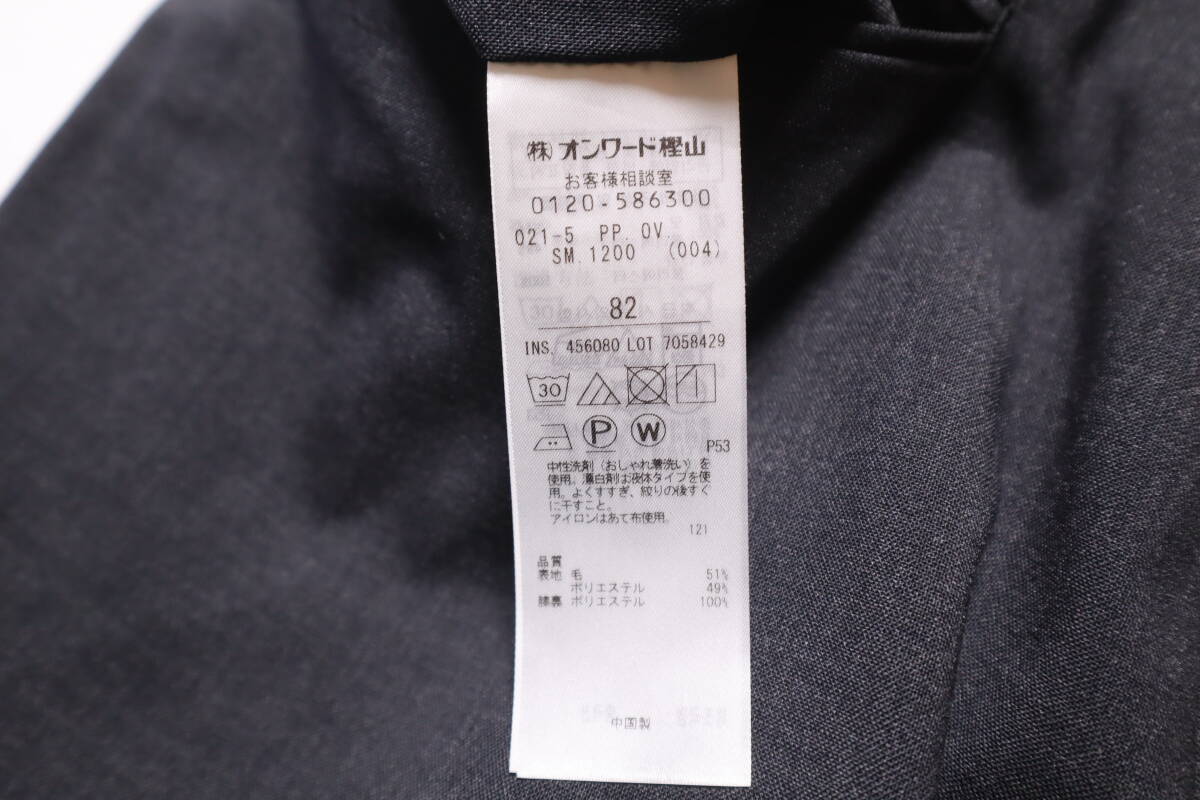 ㈱オンワード樫山
お客様相談室
0120-586300
021-5 PP. OV.
SM. 1200 (004)
82
INS. 456080 LOT 7058429
30
P W P53
中性洗剤（おしゃれ着洗い）を
使用。漂白剤は液体タイプを使
用。よくすすぎ、絞りの後すぐ
に干すこと。
アイロンはあて布使用。
121
品質
表地 毛 51%
ポリエステル 49%
膝裏 ポリエステル 100%
中国製